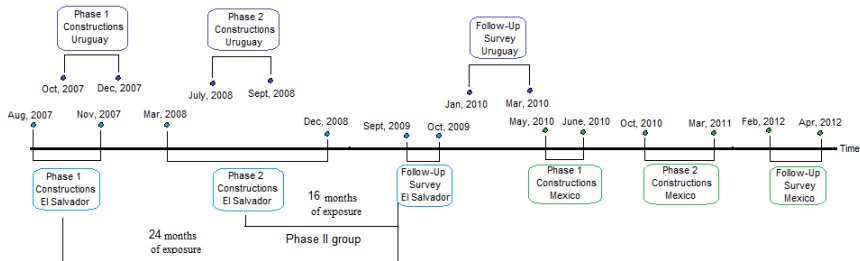 Phase 1
Constructions
Uruguay
Phase 2
Constructions
Uruguay
Follow-Up
Survey
Uruguay
Oct, 2007
Dec, 2007
July, 2008
Sept, 2008
Jan, 2010
Mar, 2010
Aug, 2007
Nov, 2007
Mar, 2008
Dec, 2008
Sept, 2009
Oct, 2009
May, 2010
June, 2010
Oct, 2010
Mar, 2011
Feb, 2012
Apr, 2012
Time
Phase 1
Constructions
El Salvador
Phase 2
Constructions
El Salvador
Follow-Up
Survey
El Salvador
Phase 1
Constructions
Mexico
Phase 2
Constructions
Mexico
Follow-Up
Survey
Mexico
16 months
of exposure
Phase II group
24 months
of exposure